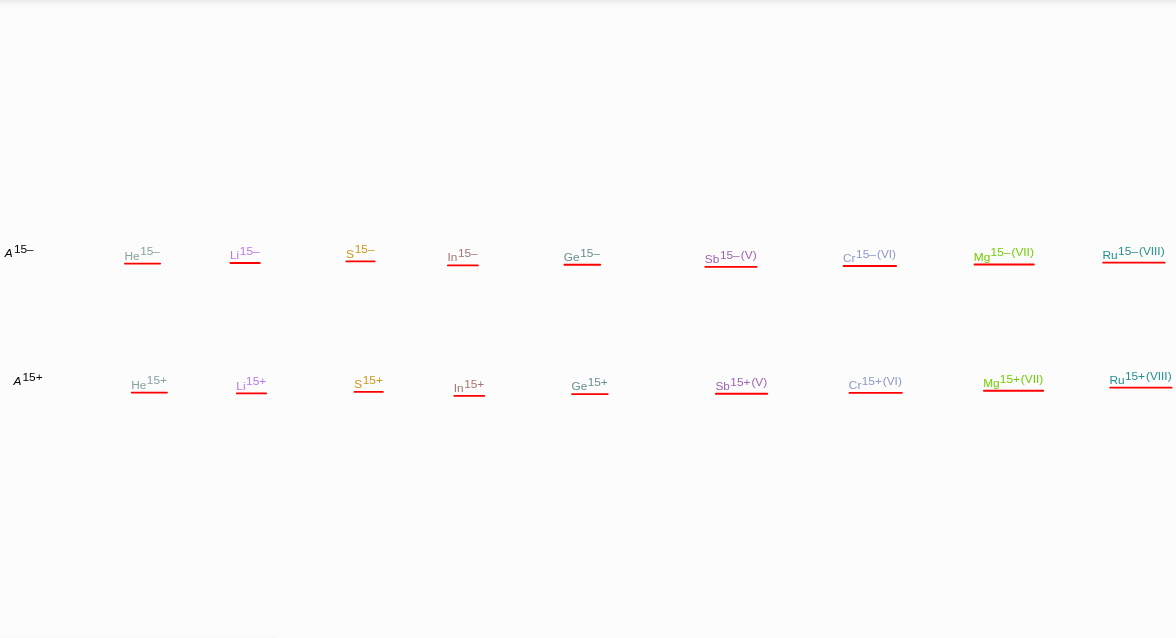 A15– He15– Li15– S15– In15– Ge15– Sb15–(V) Cr15–(VI) Mg15–(VII) Ru15–(VIII)
A15+ He15+ Li15+ S15+ In15+ Ge15+ Sb15+(V) Cr15+(VI) Mg15+(VII) Ru15+(VIII)